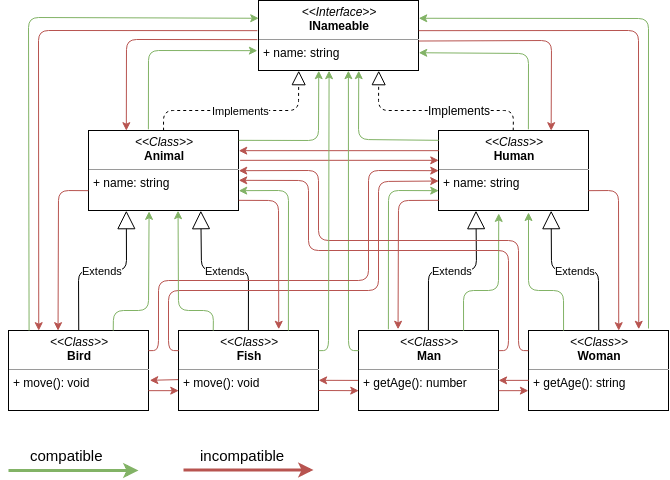 <<Interface>>
INameable
+ name: string
Implements
Implements
<<Class>>
Animal
+ name: string
<<Class>>
Human
+ name: string
Extends
Extends
Extends
Extends
<<Class>>
Bird
+ move(): void
<<Class>>
Fish
+ move(): void
<<Class>>
Man
+ getAge(): number
<<Class>>
Woman
+ getAge(): string
compatible
incompatible